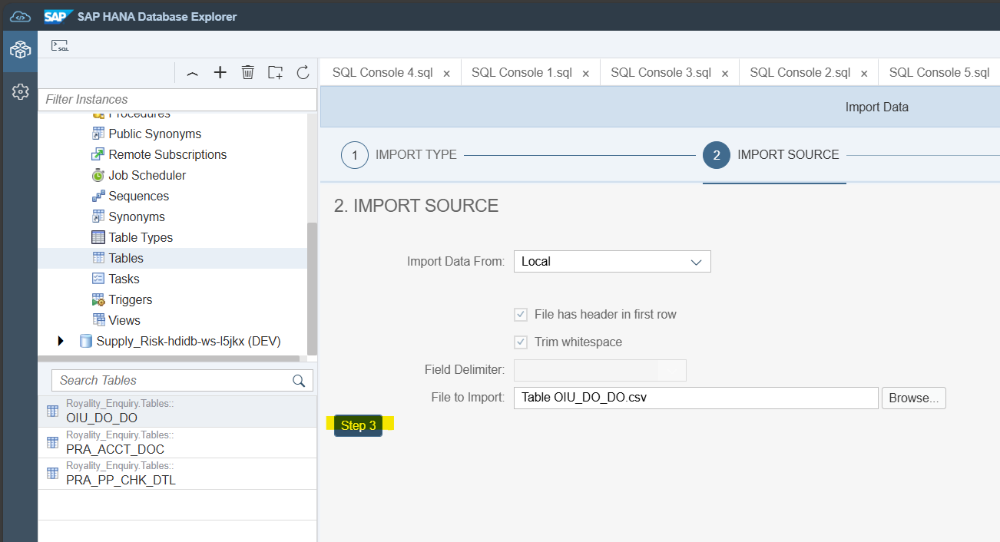 SAP SAP HANA Database Explorer
SQL
SQL Console 4.sql × SQL Console 1.sql × SQL Console 3.sql × SQL Console 2.sql × SQL Console 5.sql
Filter Instances
Procedures
Public Synonyms
Remote Subscriptions
Job Scheduler
Sequences
Synonyms
Table Types
Tables
Tasks
Triggers
Views
Supply_Risk-hdidb-ws-l5jkx (DEV)
Search Tables
Royality_Enquiry.Tables::
OIU_DO_DO
Royality_Enquiry.Tables::
PRA_ACCT_DOC
Royality_Enquiry.Tables::
PRA_PP_CHK_DTL
Import Data
1 IMPORT TYPE 2 IMPORT SOURCE
2. IMPORT SOURCE
Import Data From: Local
File has header in first row
Trim whitespace
Field Delimiter:
File to Import: Table OIU_DO_DO.csv Browse...
Step 3